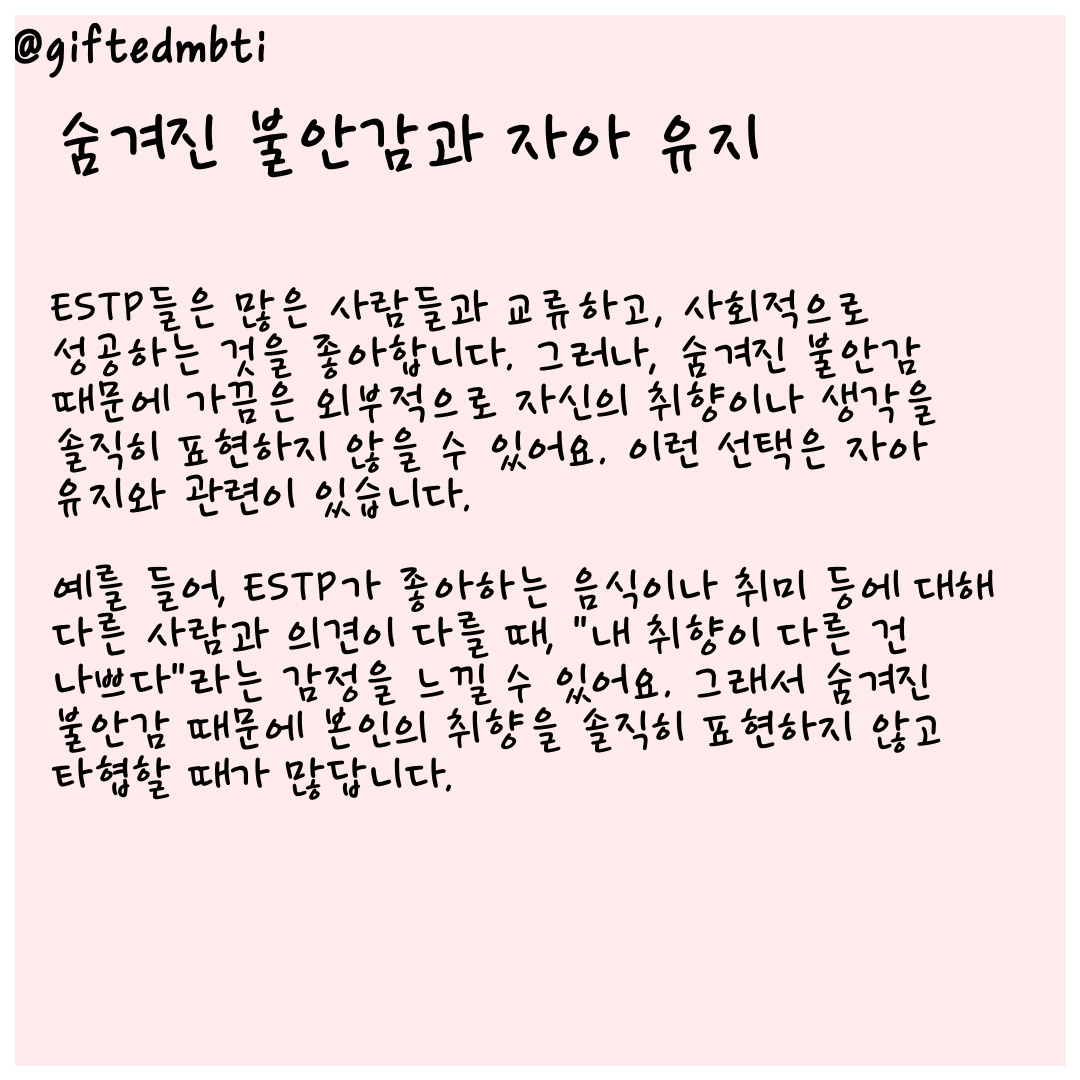 @giftedmbti
숨겨진 불안감과 자아 유지
ESTP들은 많은 사람들과 교류하고, 사회적으로
성공하는 것을 좋아합니다. 그러나, 숨겨진 불안감
때문에 가끔은 외부적으로 자신의 취향이나 생각을
솔직히 표현하지 않을 수 있어요. 이런 선택은 자아
유지와 관련이 있습니다.
예를 들어, ESTP가 좋아하는 음식이나 취미 등에 대해
다른 사람과 의견이 다를 때, "내 취향이 다른 건
나쁘다"라는 감정을 느낄 수 있어요. 그래서 숨겨진
불안감 때문에 본인의 취향을 솔직히 표현하지 않고
타협할 때가 많답니다.